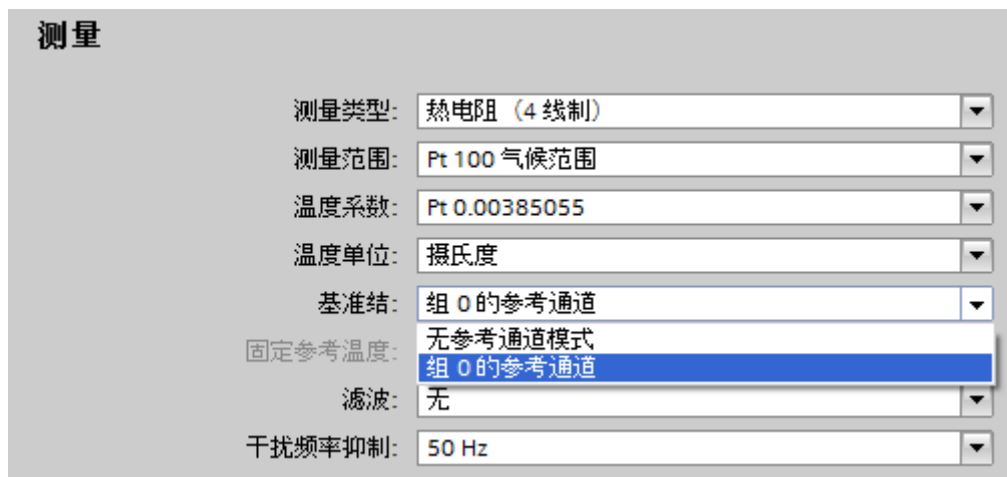 测量
测量类型: 热电阻（4 线制）
测量范围: Pt 100 气候范围
温度系数: Pt 0.00385055
温度单位: 摄氏度
基准结: 组 0 的参考通道
无参考通道模式
固定参考温度: 组 0 的参考通道
滤波: 无
干扰频率抑制: 50 Hz